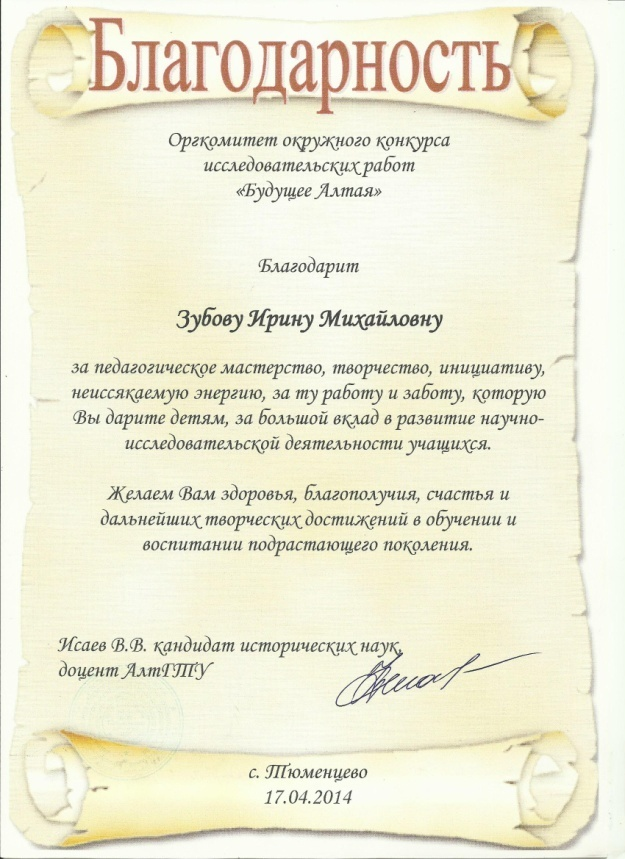 Благодарность
Оргкомитет окружного конкурса
исследовательских работ
«Будущее Алтая»
Благодарит
Зубову Ирину Михайловну
за педагогическое мастерство, творчество, инициативу,
неиссякаемую энергию, за ту работу и заботу, которую
Вы дарите детям, за большой вклад в развитие научно-
исследовательской деятельности учащихся.
Желаем Вам здоровья, благополучия, счастья и
дальнейших творческих достижений в обучении и
воспитании подрастающего поколения.
Исаев В.В. кандидат исторических наук,
доцент АлтГТУ
с. Тюменцево
17.04.2014